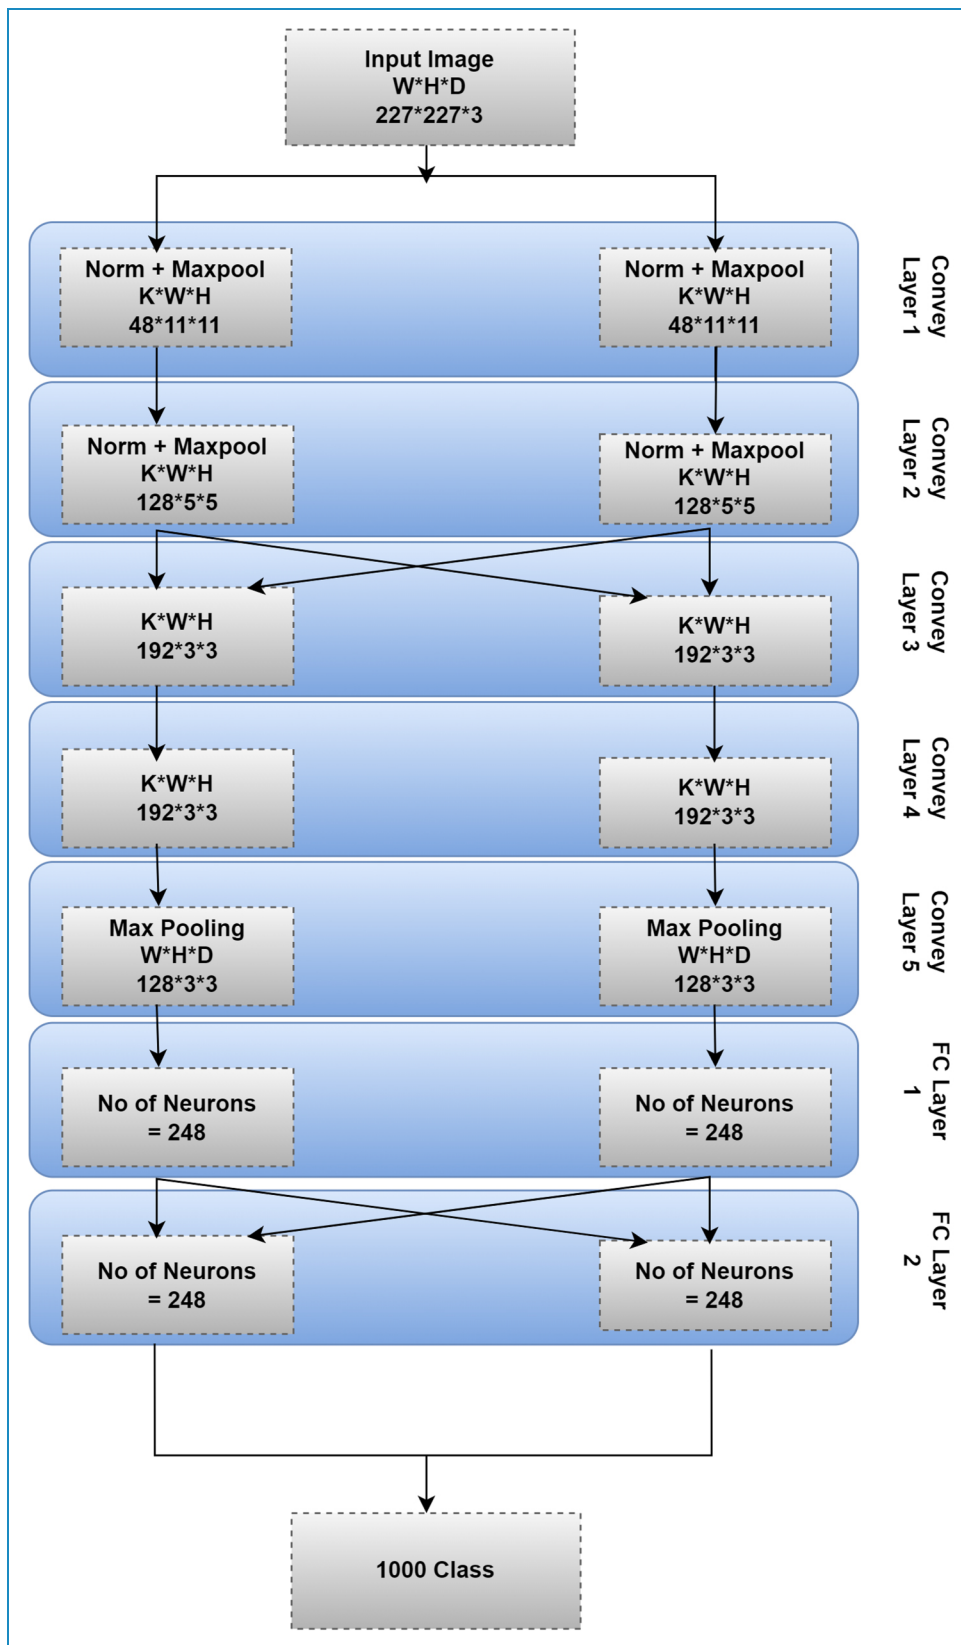 Input Image
W*H*D
227*227*3
Norm + Maxpool
K*W*H
48*11*11
Norm + Maxpool
K*W*H
48*11*11
Convey
Layer 1
Norm + Maxpool
K*W*H
128*5*5
Norm + Maxpool
K*W*H
128*5*5
Convey
Layer 2
K*W*H
192*3*3
K*W*H
192*3*3
Convey
Layer 3
K*W*H
192*3*3
K*W*H
192*3*3
Convey
Layer 4
Max Pooling
W*H*D
128*3*3
Max Pooling
W*H*D
128*3*3
Convey
Layer 5
No of Neurons
= 248
No of Neurons
= 248
FC Layer
1
No of Neurons
= 248
No of Neurons
= 248
FC Layer
2
1000 Class